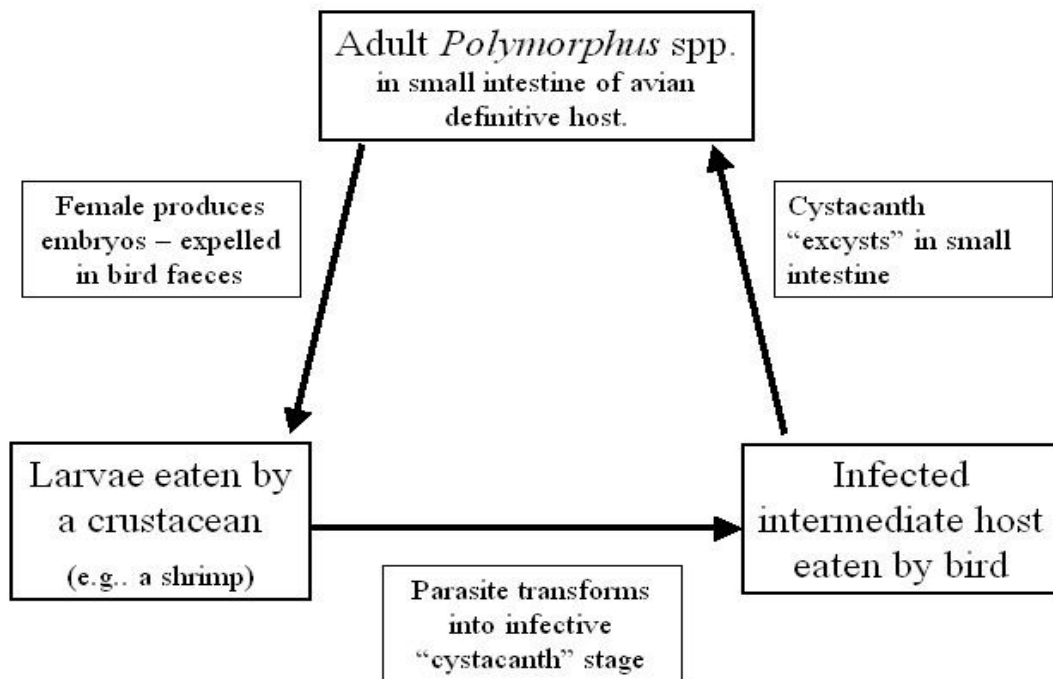 Adult Polymorphus spp.
in small intestine of avian
definitive host.
Female produces
embryos – expelled
in bird faeces
Cystacanth
“excysts” in small
intestine
Larvae eaten by
a crustacean
(e.g.. a shrimp)
Infected
intermediate host
eaten by bird
Parasite transforms
into infective
“cystacanth” stage